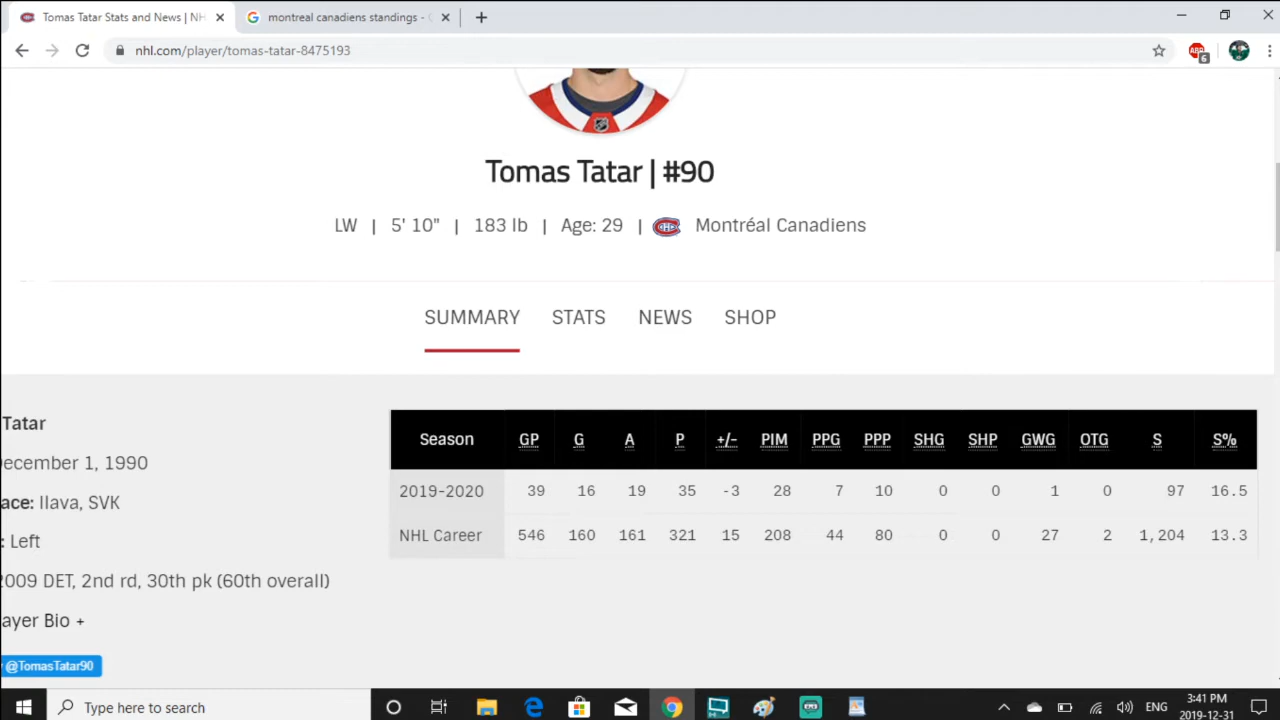 Tomas Tatar Stats and News | NH
montreal canadiens standings -
nhl.com/player/tomas-tatar-8475193
ABP
6
Tomas Tatar | #90
LW | 5' 10" | 183 lb | Age: 29 | Montréal Canadiens
SUMMARY STATS NEWS SHOP
Tatar
ecember 1, 1990
ace: Ilava, SVK
: Left
2009 DET, 2nd rd, 30th pk (60th overall)
ayer Bio +
@TomasTatar90
Season GP G A P +/- PIM PPG PPP SHG SHP GWG OTG S S%
2019-2020 39 16 19 35 -3 28 7 10 0 0 1 0 97 16.5
NHL Career 546 160 161 321 15 208 44 80 0 0 27 2 1,204 13.3
Type here to search
ENG
3:41 PM
2019-12-31